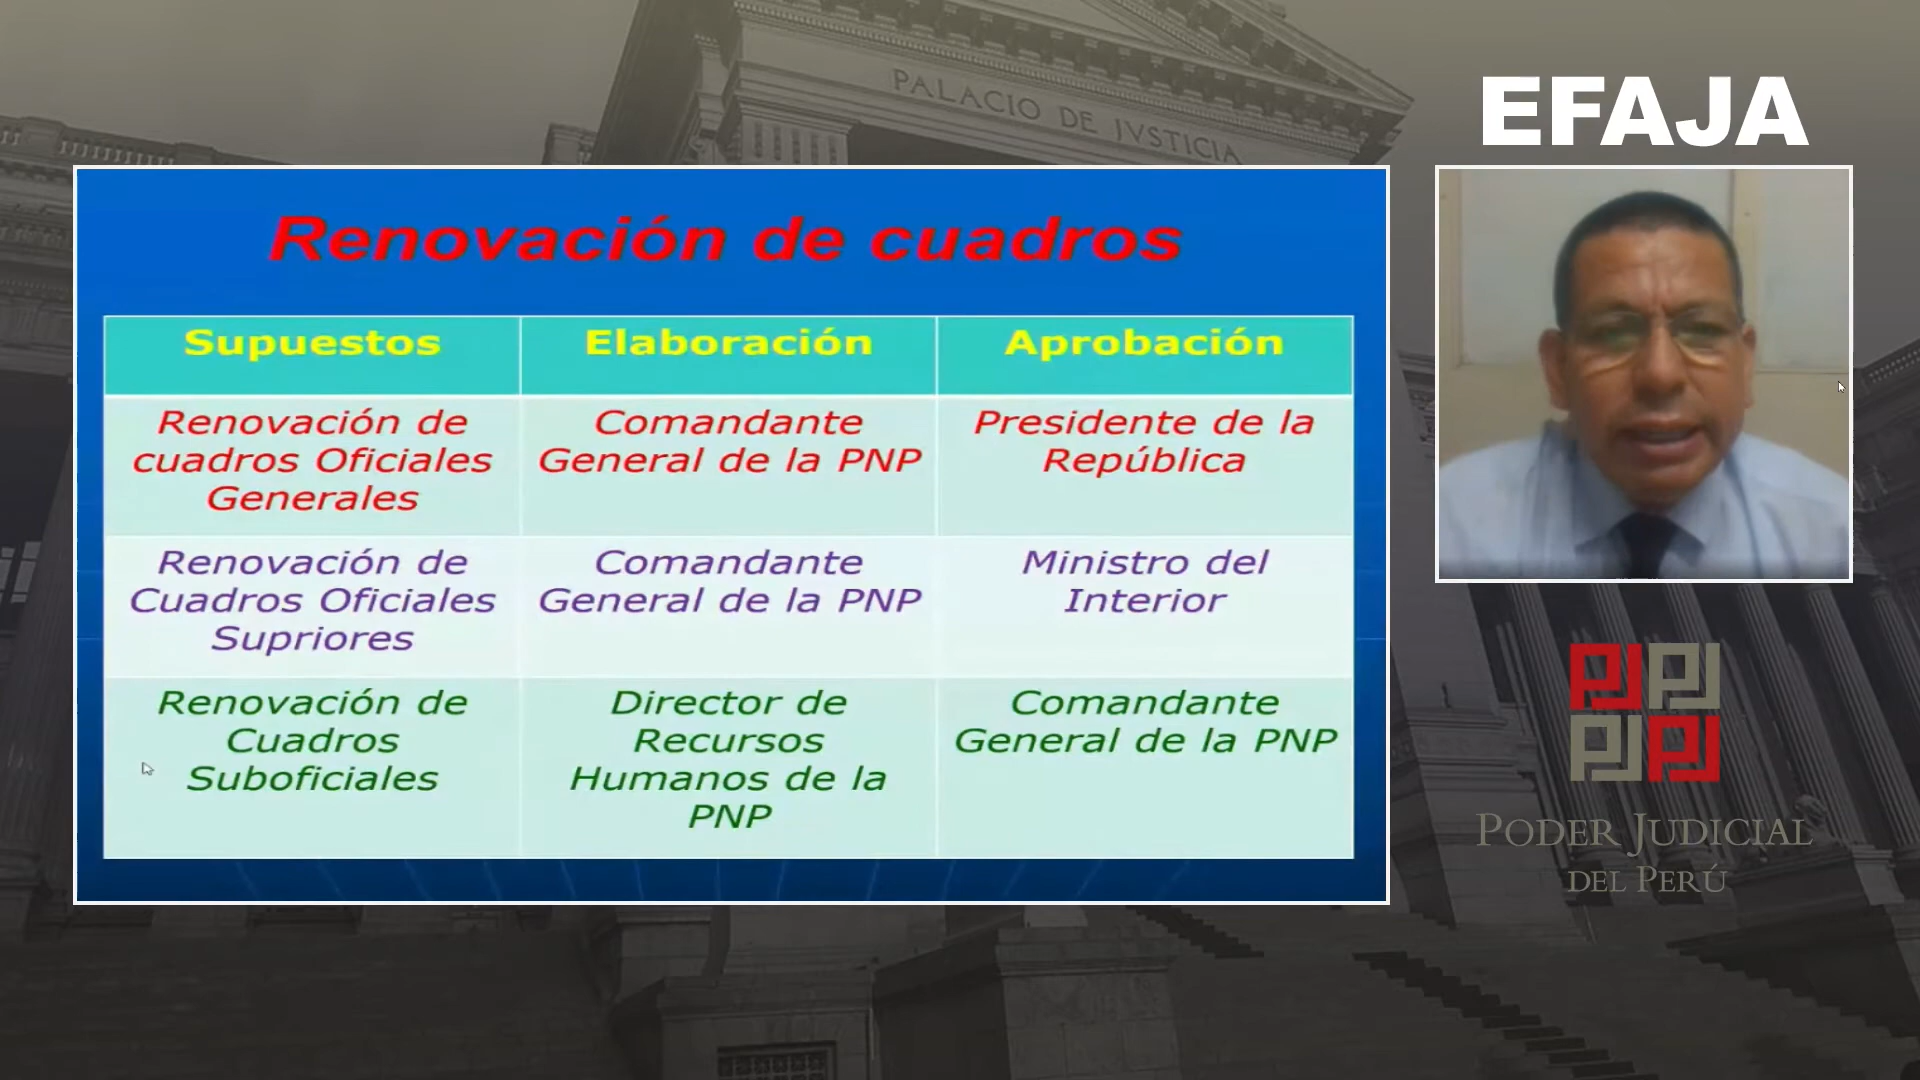 PALACIO DE JVSTICIA
EFAJA
Renovación de cuadros
Supuestos
Elaboración
Aprobación
Renovación de
cuadros Oficiales
Generales
Comandante
General de la PNP
Presidente de la
República
Renovación de
Cuadros Oficiales
Supriores
Comandante
General de la PNP
Ministro del
Interior
Renovación de
Cuadros
Suboficiales
Director de
Recursos
Humanos de la
PNP
Comandante
General de la PNP
PODER JUDICIAL
DEL PERÚ